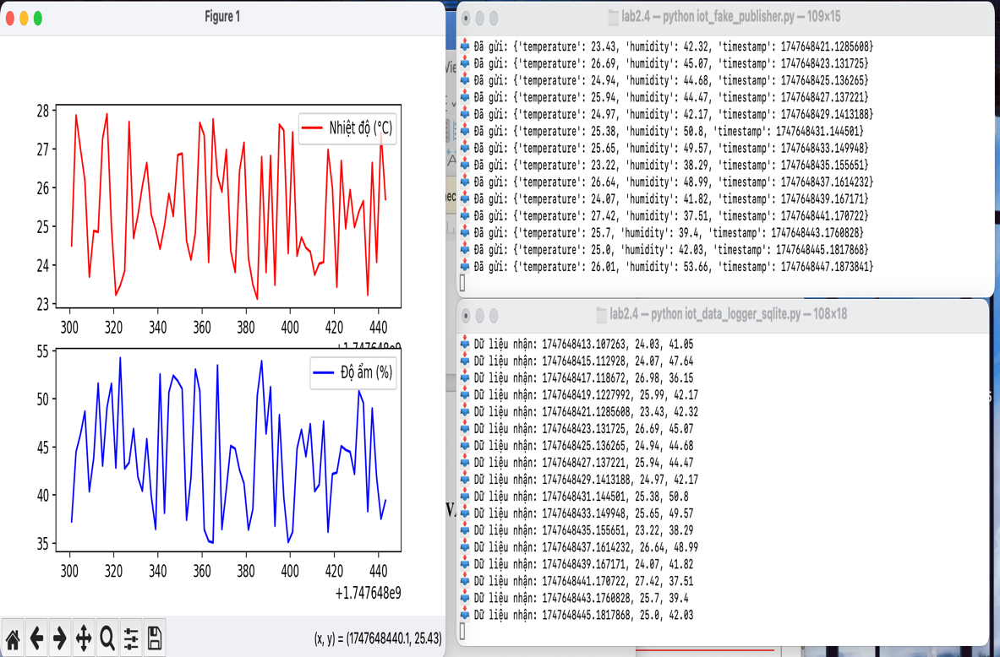 Figure 1
28
27
26
25
24
23
Nhiệt độ (°C)
300 320 340 360 380 400 420 440
55
50
45
40
35
Độ ẩm (%)
300 320 340 360 380 400 420 440
+1.747648e9
(x, y) = (1747648440.1, 25.43)
lab2.4 — python iot_fake_publisher.py — 109×15
Đã gửi: {'temperature': 23.43, 'humidity': 42.32, 'timestamp': 1747648421.1285608}
Đã gửi: {'temperature': 26.69, 'humidity': 45.07, 'timestamp': 1747648423.131725}
Đã gửi: {'temperature': 24.94, 'humidity': 44.68, 'timestamp': 1747648425.136265}
Đã gửi: {'temperature': 25.94, 'humidity': 44.47, 'timestamp': 1747648427.137221}
Đã gửi: {'temperature': 24.97, 'humidity': 42.17, 'timestamp': 1747648429.1413188}
Đã gửi: {'temperature': 25.38, 'humidity': 50.8, 'timestamp': 1747648431.144501}
Đã gửi: {'temperature': 25.65, 'humidity': 49.57, 'timestamp': 1747648433.149948}
Đã gửi: {'temperature': 23.22, 'humidity': 38.29, 'timestamp': 1747648435.155651}
Đã gửi: {'temperature': 26.64, 'humidity': 48.99, 'timestamp': 1747648437.1614232}
Đã gửi: {'temperature': 24.07, 'humidity': 41.82, 'timestamp': 1747648439.167171}
Đã gửi: {'temperature': 27.42, 'humidity': 37.51, 'timestamp': 1747648441.170722}
Đã gửi: {'temperature': 25.7, 'humidity': 39.4, 'timestamp': 1747648443.1760828}
Đã gửi: {'temperature': 25.0, 'humidity': 42.03, 'timestamp': 1747648445.1817868}
Đã gửi: {'temperature': 26.01, 'humidity': 53.66, 'timestamp': 1747648447.1873841}
lab2.4 — python iot_data_logger_sqlite.py — 108×18
Dữ liệu nhận: 1747648413.107263, 24.03, 41.05
Dữ liệu nhận: 1747648415.112928, 24.07, 47.64
Dữ liệu nhận: 1747648417.118672, 26.98, 36.15
Dữ liệu nhận: 1747648419.1227992, 25.99, 42.17
Dữ liệu nhận: 1747648421.1285608, 23.43, 42.32
Dữ liệu nhận: 1747648423.131725, 26.69, 45.07
Dữ liệu nhận: 1747648425.136265, 24.94, 44.68
Dữ liệu nhận: 1747648427.137221, 25.94, 44.47
Dữ liệu nhận: 1747648429.1413188, 24.97, 42.17
Dữ liệu nhận: 1747648431.144501, 25.38, 50.8
Dữ liệu nhận: 1747648433.149948, 25.65, 49.57
Dữ liệu nhận: 1747648435.155651, 23.22, 38.29
Dữ liệu nhận: 1747648437.1614232, 26.64, 48.99
Dữ liệu nhận: 1747648439.167171, 24.07, 41.82
Dữ liệu nhận: 1747648441.170722, 27.42, 37.51
Dữ liệu nhận: 1747648443.1760828, 25.7, 39.4
Dữ liệu nhận: 1747648445.1817868, 25.0, 42.03